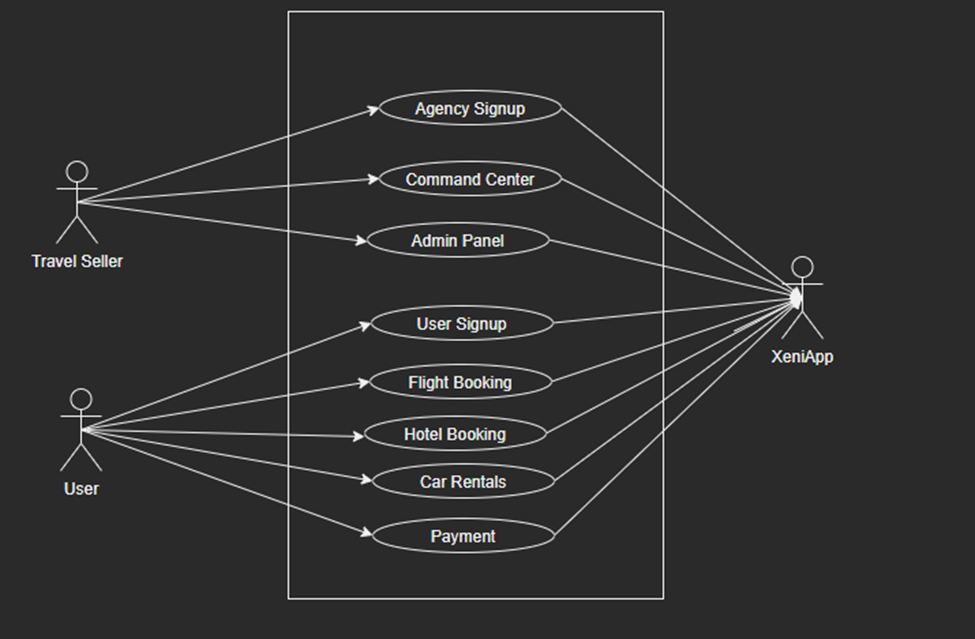 Agency Signup
Command Center
Admin Panel
Travel Seller
User Signup
XeniApp
Flight Booking
Hotel Booking
Car Rentals
User
Payment